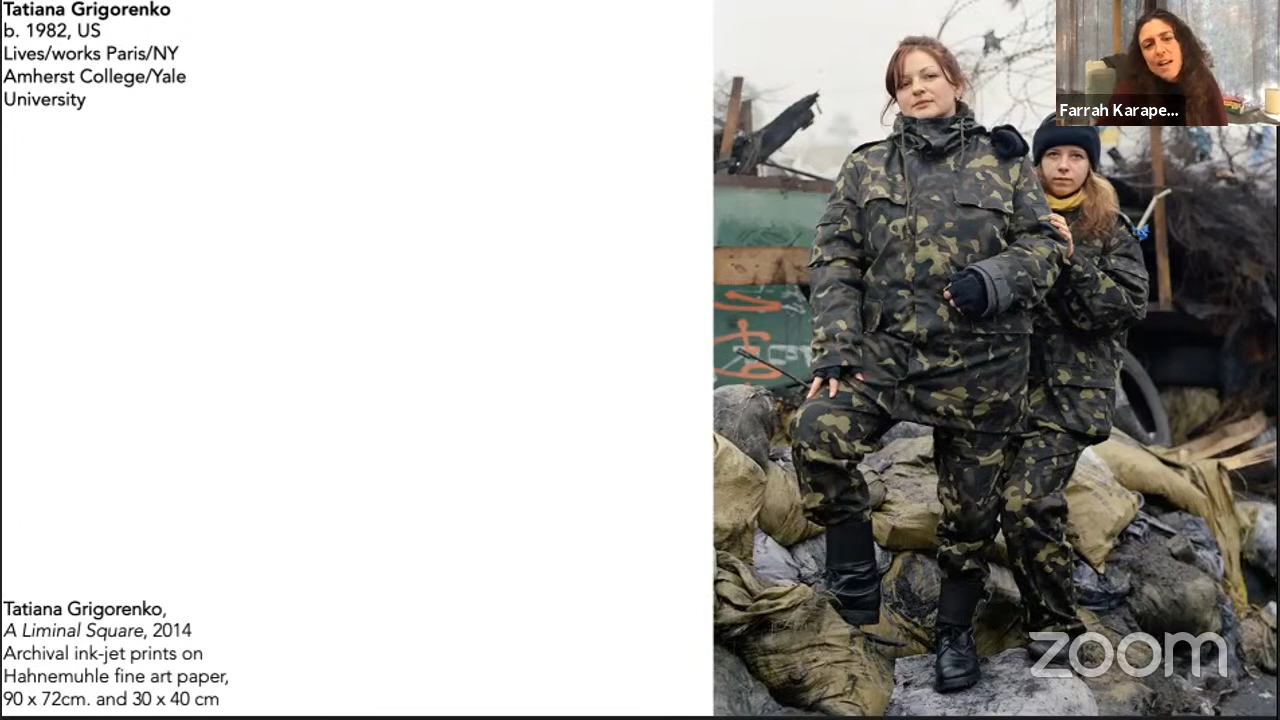 Tatiana Grigorenko
b. 1982, US
Lives/works Paris/NY
Amherst College/Yale
University
Farrah Karape...
Tatiana Grigorenko,
A Liminal Square, 2014
Archival ink-jet prints on
Hahnemuhle fine art paper,
90 x 72cm. and 30 x 40 cm
zoom